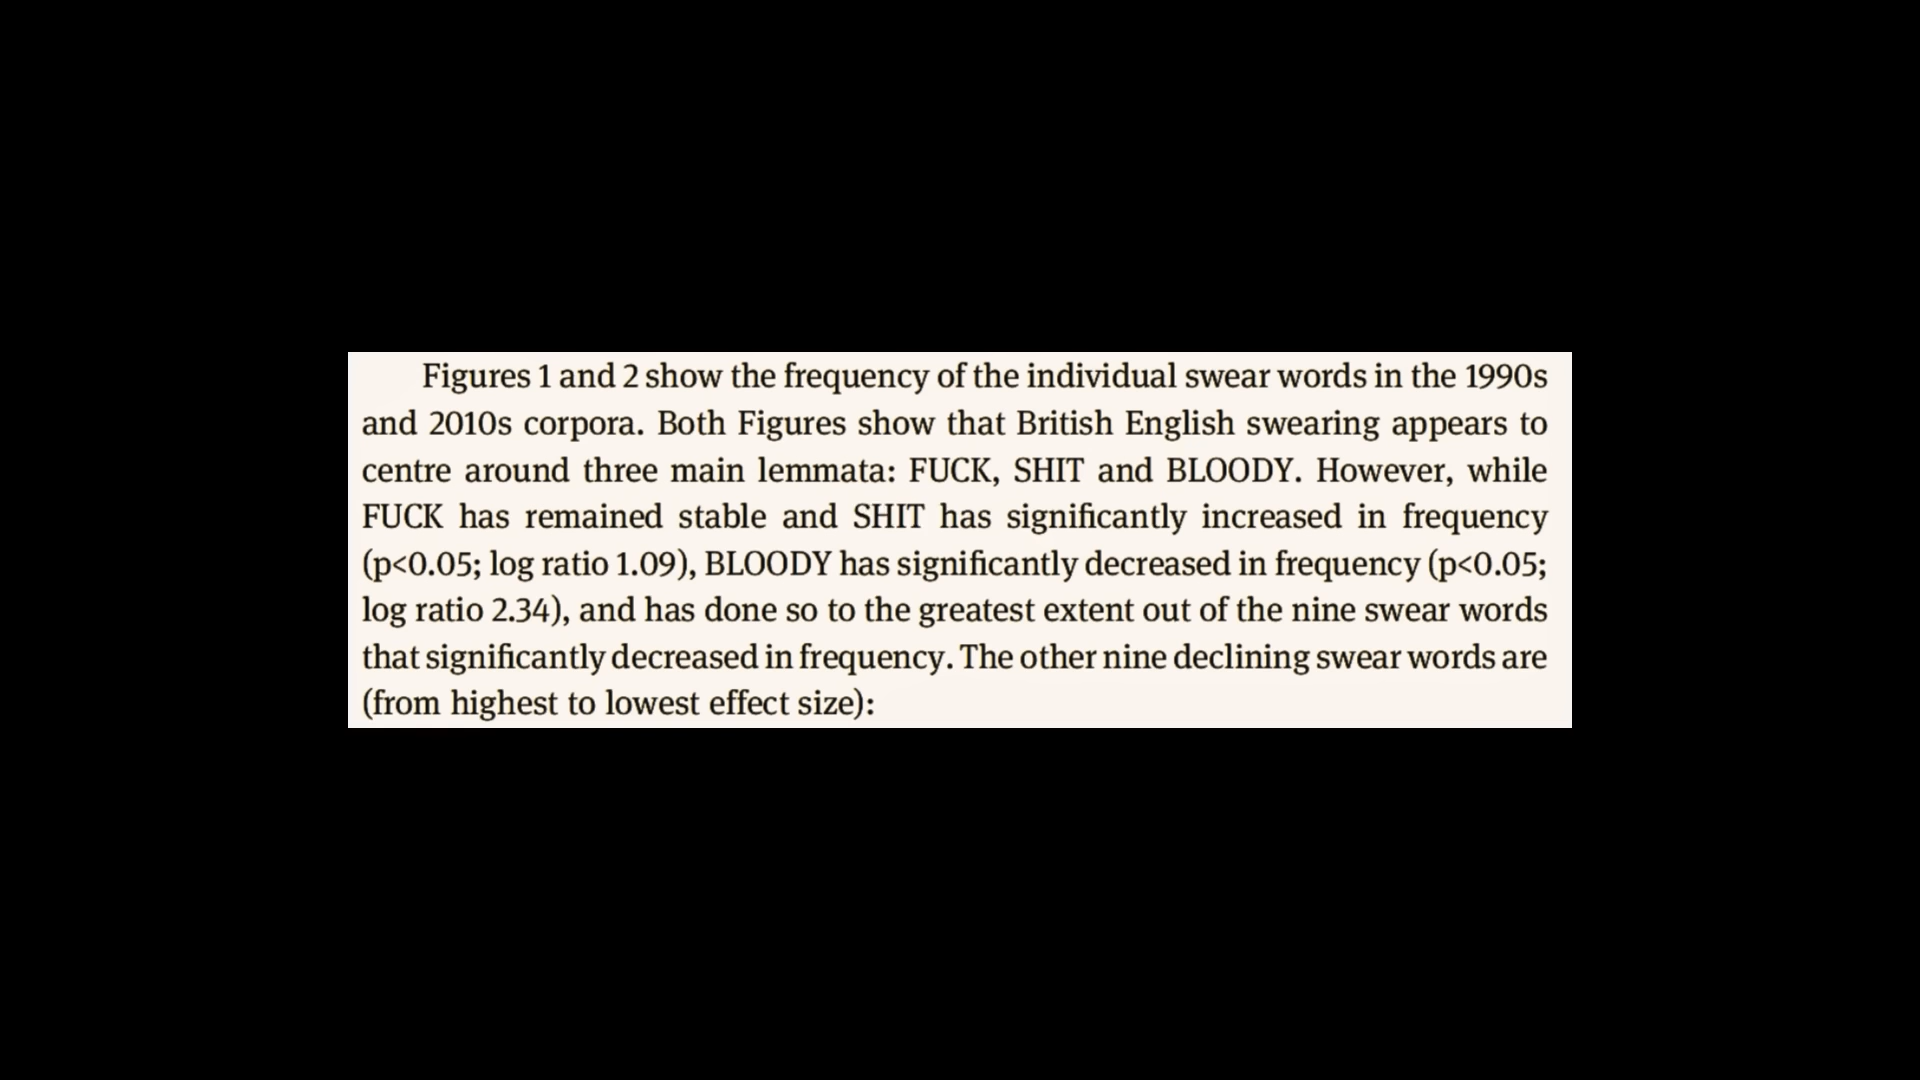 Figures 1 and 2 show the frequency of the individual swear words in the 1990s
and 2010s corpora. Both Figures show that British English swearing appears to
centre around three main lemmata: FUCK, SHIT and BLOODY. However, while
FUCK has remained stable and SHIT has significantly increased in frequency
(p<0.05; log ratio 1.09), BLOODY has significantly decreased in frequency (p<0.05;
log ratio 2.34), and has done so to the greatest extent out of the nine swear words
that significantly decreased in frequency. The other nine declining swear words are
(from highest to lowest effect size):